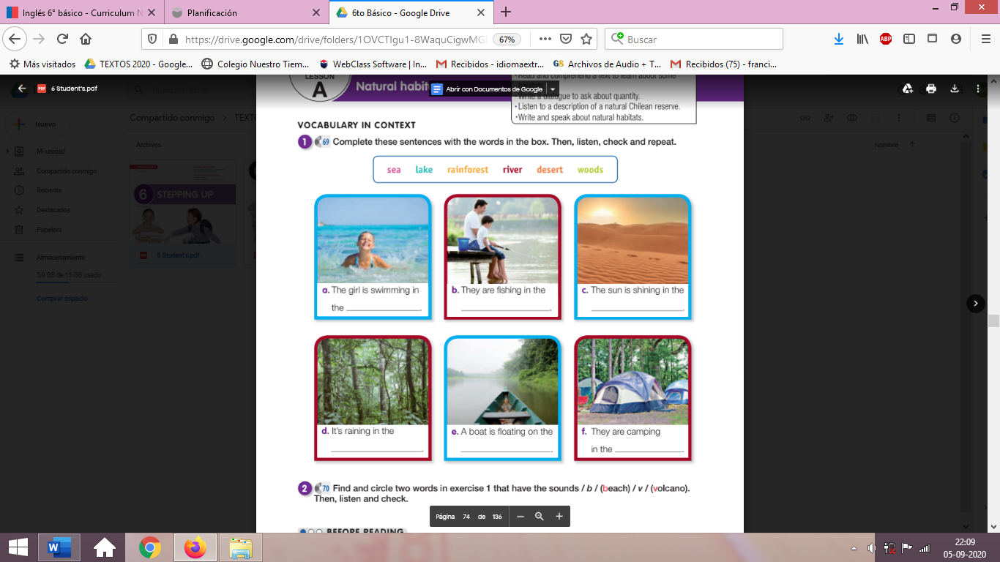 Inglés 6° básico - Curriculum N
Planificación
6to Básico - Google Drive
https://drive.google.com/drive/folders/1OVCTIgu1-8WaquCigwMG
67%
Buscar
Más visitados
TEXTOS 2020 - Google...
Colegio Nuestro Tiem...
WebClass Software | In...
Recibidos - idiomaextr...
GS Archivos de Audio + T...
Recibidos (75) - franci...
PDF 6 Student's.pdf
Abrir con Documentos de Google
LESSON
A
Natural habit
•Read and comprehend a text to learn about some
•Write a dialogue to ask about quantity.
•Listen to a description of a natural Chilean reserve.
•Write and speak about natural habitats.
Nuevo
Mi unidad
Compartido conmigo
Reciente
Destacados
Papelera
Almacenamiento
5,9 GB de 15 GB usado
Comprar espacio
Compartido conmigo > TEXT
Archivos
6 STEPPING UP
6 Student's.pdf
Nombre
VOCABULARY IN CONTEXT
1 69 Complete these sentences with the words in the box. Then, listen, check and repeat.
sea lake rainforest river desert woods
a. The girl is swimming in
the ________________.
b. They are fishing in the
________________.
c. The sun is shining in the
________________.
d. It's raining in the
________________.
e. A boat is floating on the
________________.
f. They are camping
in the ________________.
2 70 Find and circle two words in exercise 1 that have the sounds / b / (beach) / v / (volcano).
Then, listen and check.
BEFORE READING
Página 74 de 136
22:09
05-09-2020